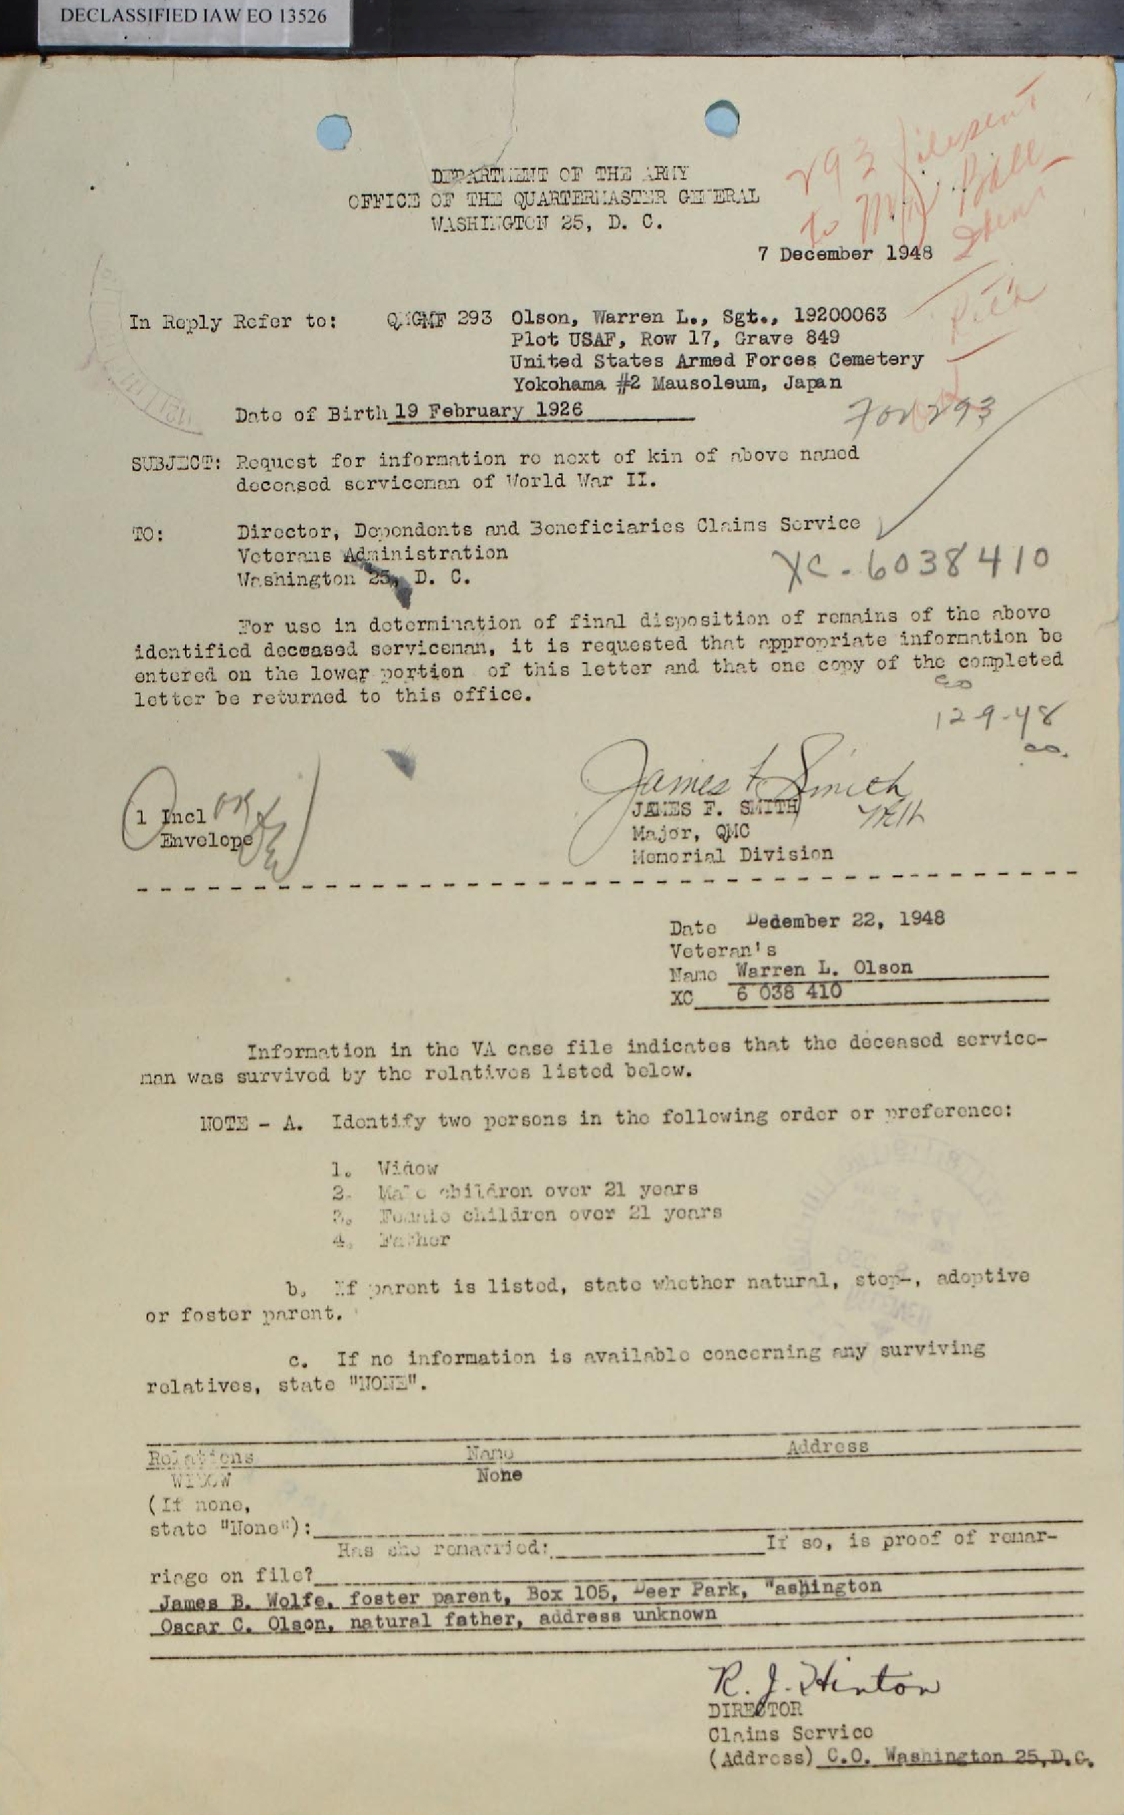 DECLASSIFIED IAW EO 13526
293 present
to Mr. Ball
DEPARTMENT OF THE ARMY
OFFICE OF THE QUARTERMASTER GENERAL
WASHINGTON 25, D. C.
7 December 1948
In Reply Refer to: QMGMF 293 Olson, Warren L., Sgt., 19200063
Plot USAF, Row 17, Grave 849
United States Armed Forces Cemetery
Yokohama #2 Mausoleum, Japan
Date of Birth 19 February 1926
For 293
SUBJECT: Request for information re next of kin of above named
deceased serviceman of World War II.
TO: Director, Dependents and Beneficiaries Claims Service
Veterans Administration
Washington 25, D. C.
XC-6038410
For use in determination of final disposition of remains of the above
identified deceased serviceman, it is requested that appropriate information be
entered on the lower portion of this letter and that one copy of the completed
letter be returned to this office.
12-9-48
James F Smith
1 Incl
Envelope
JAMES F. SMITH
Major, QMC
Memorial Division
Date Dedember 22, 1948
Veteran's
Name Warren L. Olson
XC 6 038 410
Information in the VA case file indicates that the deceased service-
man was survived by the relatives listed below.
NOTE - A. Identify two persons in the following order or preference:
1. Widow
2. Male children over 21 years
3. Female children over 21 years
4. Father
b. If parent is listed, state whether natural, step-, adoptive
or foster parent.
c. If no information is available concerning any surviving
relatives, state "NONE".
Relations Name Address
WIDOW None
(If none,
state "None"):
Has she remarried: If so, is proof of remar-
riage on file?
James B. Wolfe, foster parent, Box 105, Deer Park, Washington
Oscar C. Olson, natural father, address unknown
R. J. Hinton
DIRECTOR
Claims Service
(Address) C.O. Washington 25, D.C.